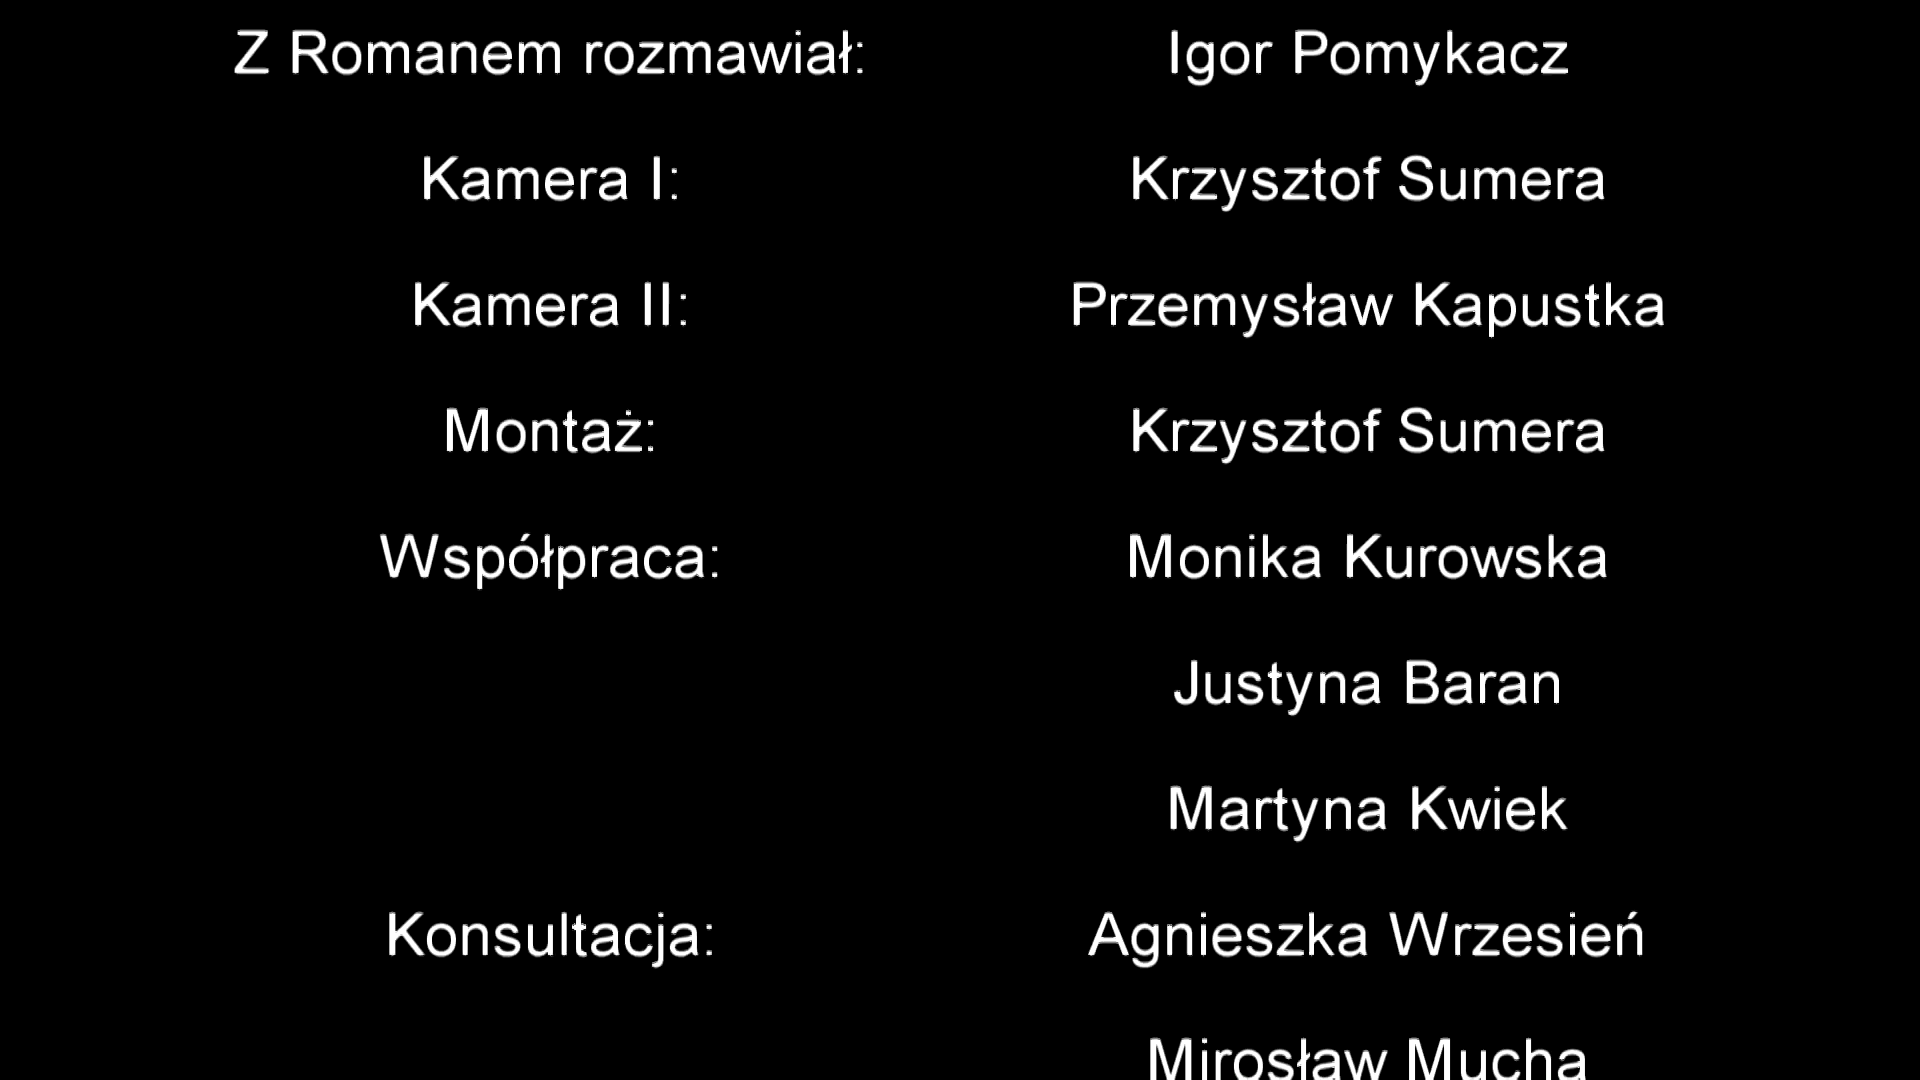 Z Romanem rozmawiał: Igor Pomykacz
Kamera I: Krzysztof Sumera
Kamera II: Przemysław Kapustka
Montaż: Krzysztof Sumera
Współpraca: Monika Kurowska
Justyna Baran
Martyna Kwiek
Konsultacja: Agnieszka Wrzesień
Mirosław Mucha